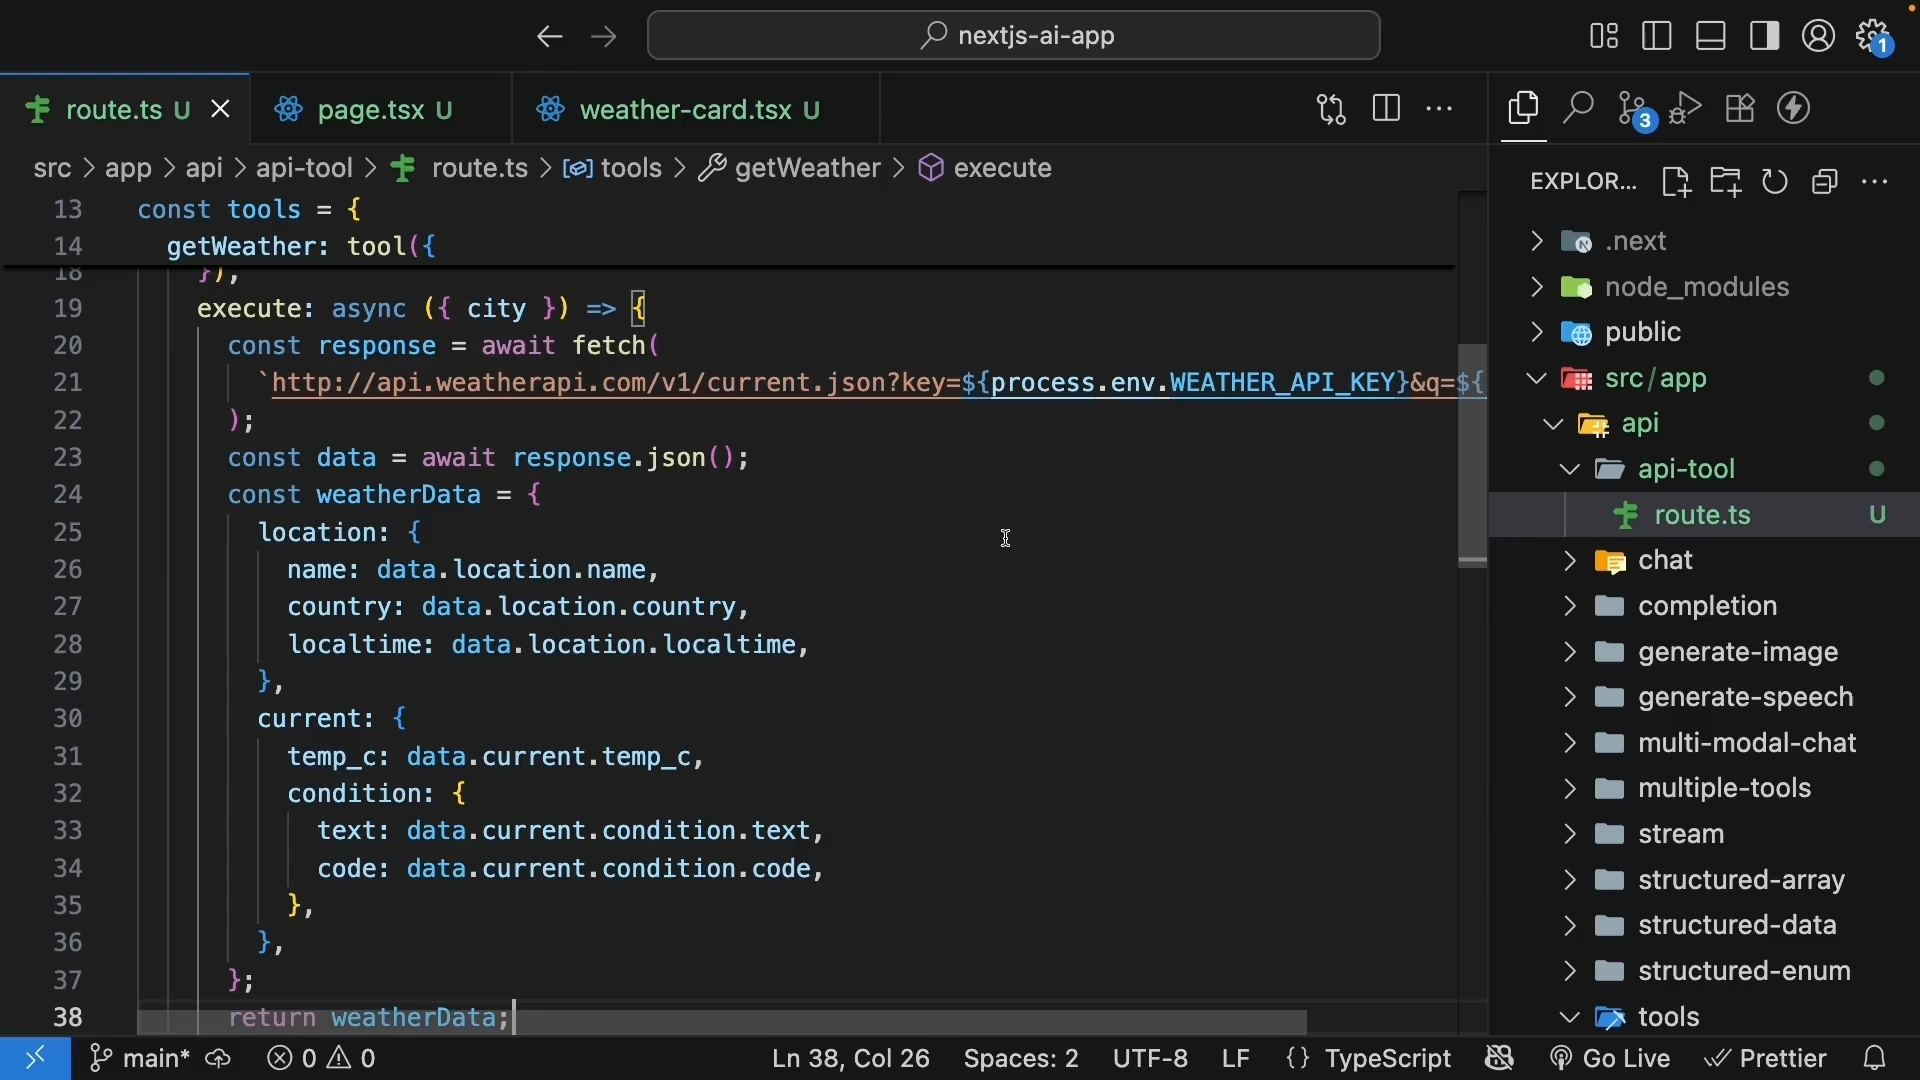 nextjs-ai-app
1
route.ts U
page.tsx U
weather-card.tsx U
3
src > app > api > api-tool > route.ts > tools > getWeather > execute
EXPLOR...
13 const tools = {
14 getWeather: tool({
18 }),
19 execute: async ({ city }) => {
20 const response = await fetch(
21 `http://api.weatherapi.com/v1/current.json?key=${process.env.WEATHER_API_KEY}&q=${
22 );
23 const data = await response.json();
24 const weatherData = {
25 location: {
26 name: data.location.name,
27 country: data.location.country,
28 localtime: data.location.localtime,
29 },
30 current: {
31 temp_c: data.current.temp_c,
32 condition: {
33 text: data.current.condition.text,
34 code: data.current.condition.code,
35 },
36 },
37 };
38 return weatherData;
.next
node_modules
public
src/app
api
api-tool
route.ts U
chat
completion
generate-image
generate-speech
multi-modal-chat
multiple-tools
stream
structured-array
structured-data
structured-enum
tools
main* 0 0 Ln 38, Col 26 Spaces: 2 UTF-8 LF {} TypeScript Go Live Prettier